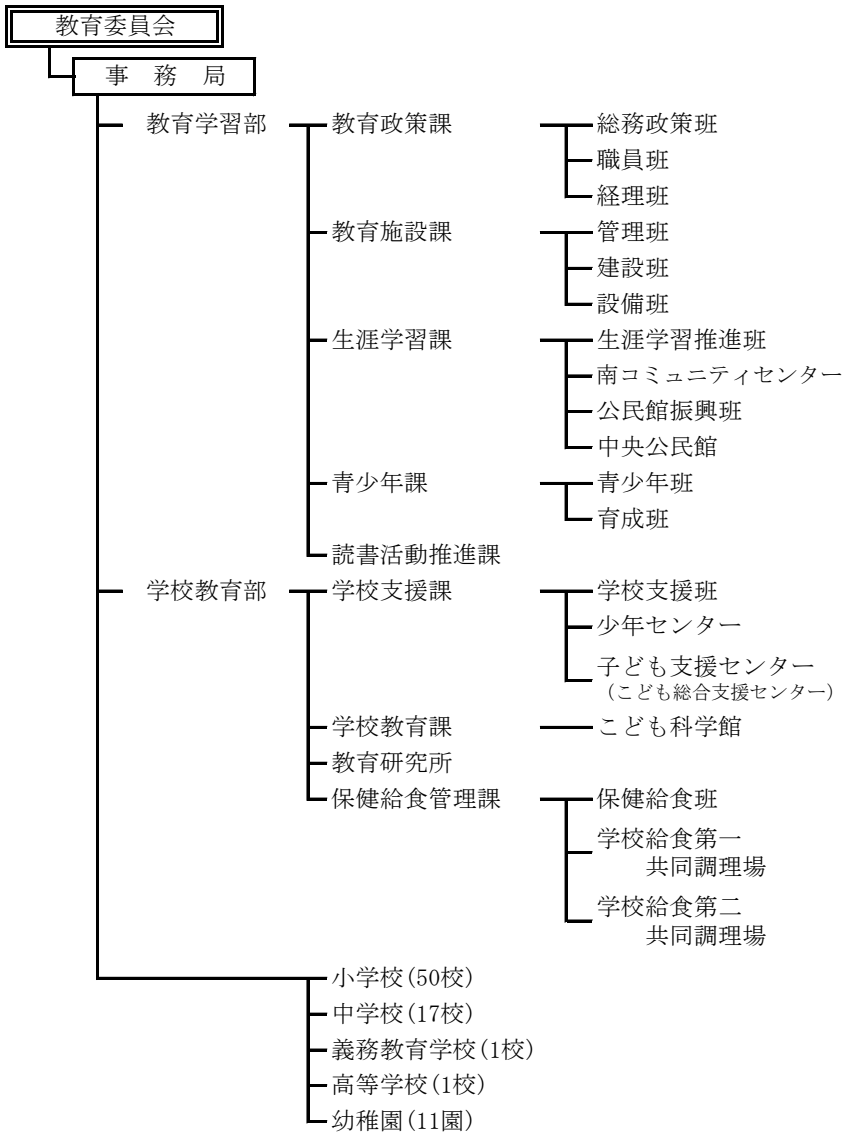 教育委員会
事　務　局
教育学習部 教育政策課 総務政策班
職員班
経理班
教育施設課 管理班
建設班
設備班
生涯学習課 生涯学習推進班
南コミュニティセンター
公民館振興班
中央公民館
青少年課 青少年班
育成班
読書活動推進課
学校教育部 学校支援課 学校支援班
少年センター
子ども支援センター
（こども総合支援センター）
学校教育課 こども科学館
教育研究所
保健給食管理課 保健給食班
学校給食第一
共同調理場
学校給食第二
共同調理場
小学校(50校)
中学校(17校)
義務教育学校(1校)
高等学校(1校)
幼稚園(11園)